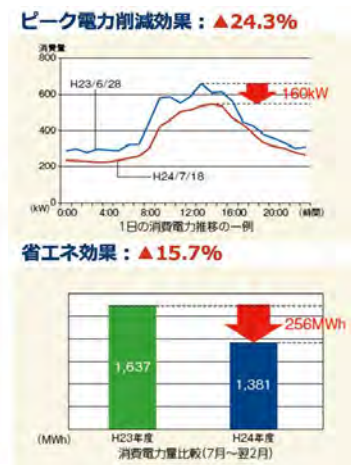 ピーク電力削減効果：▲24.3%
消費量
800
H23/6/28
600
160kW
400
200
H24/7/18
(kW)
0:00 4:00 8:00 12:00 16:00 20:00 (時間)
1日の消費電力推移の一例
省エネ効果：▲15.7%
256MWh
1,637
1,381
(MWh)
H23年度 H24年度
消費電力量比較(7月～翌2月)